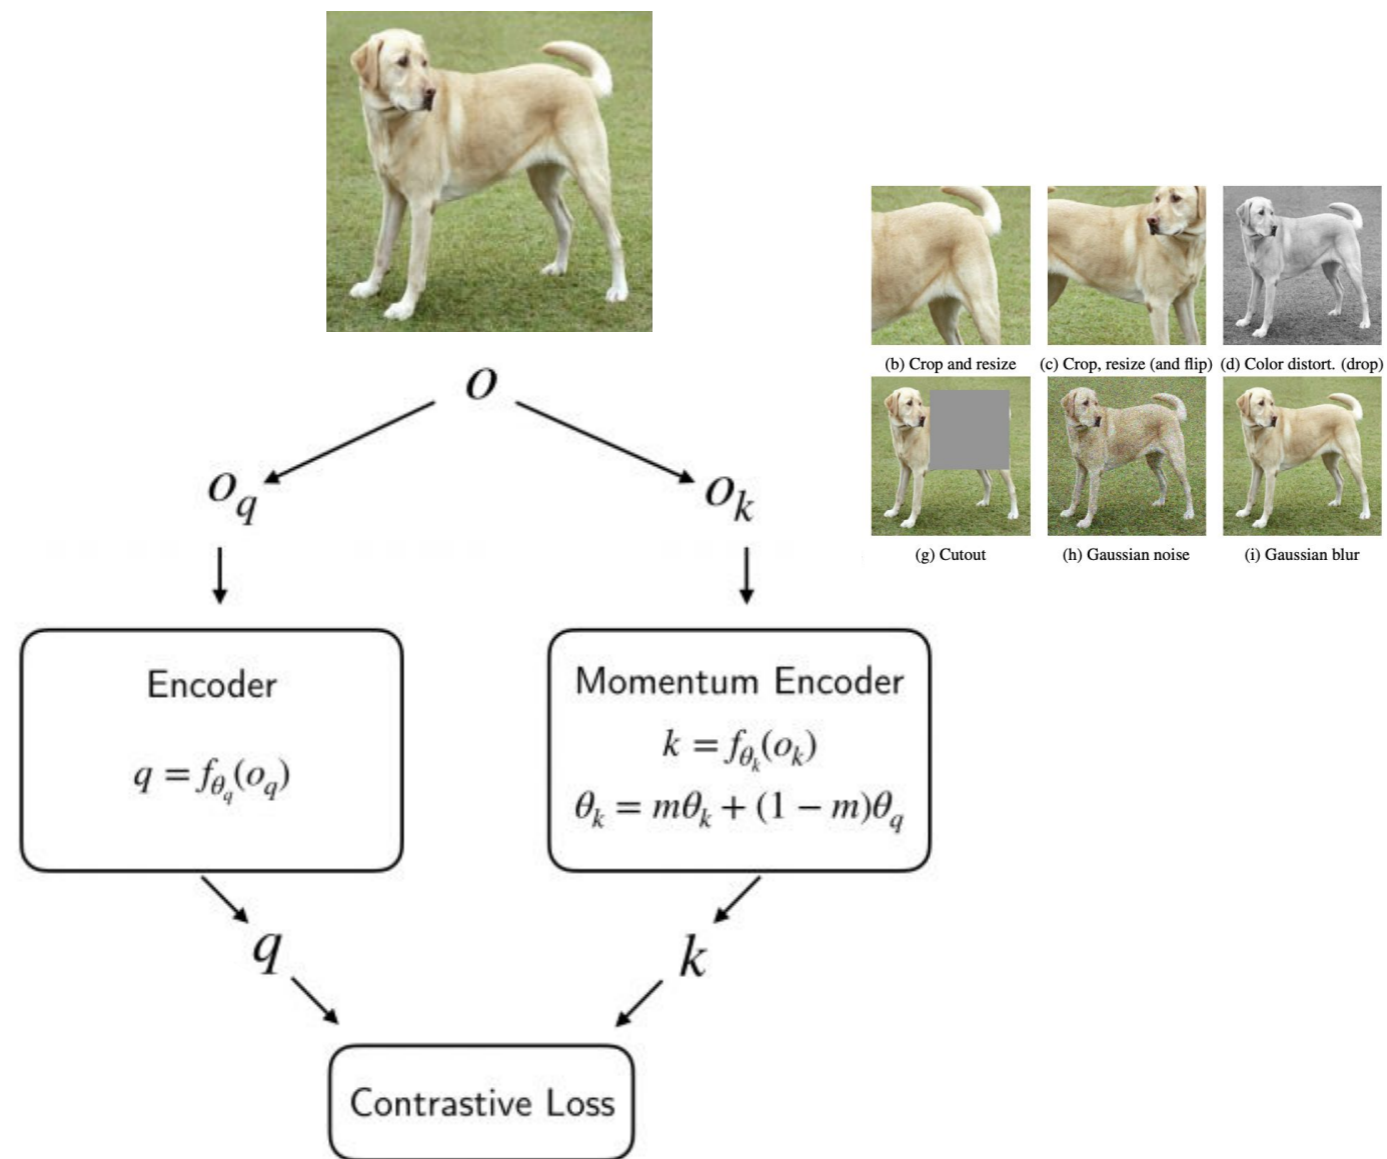 (b) Crop and resize (c) Crop, resize (and flip) (d) Color distort. (drop)
(g) Cutout (h) Gaussian noise (i) Gaussian blur
o
o_q o_k
Encoder
q = f_{θ_q}(o_q)
Momentum Encoder
k = f_{θ_k}(o_k)
θ_k = mθ_k + (1 − m)θ_q
q k
Contrastive Loss